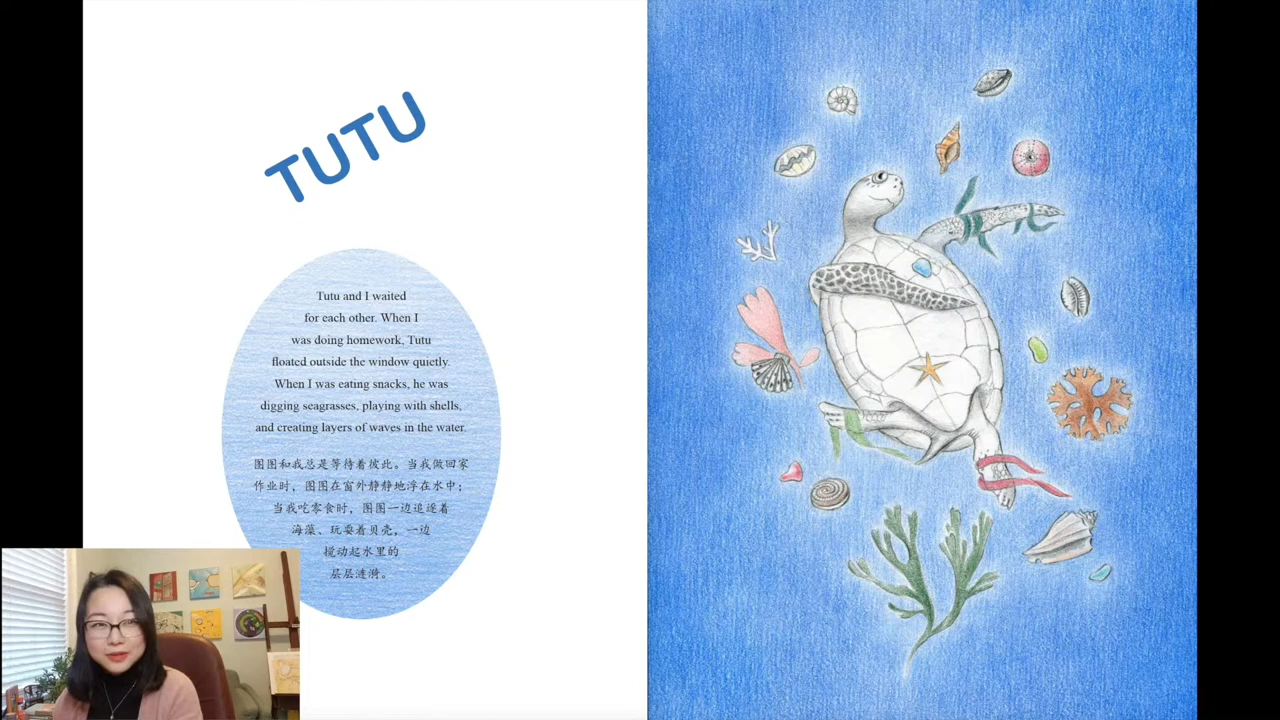 TUTU
Tutu and I waited
for each other. When I
was doing homework, Tutu
floated outside the window quietly.
When I was eating snacks, he was
digging seagrasses, playing with shells,
and creating layers of waves in the water.
图图和我总是等待着彼此。当我做回家
作业时，图图在窗外静静地浮在水中；
当我吃零食时，图图一边追逐着
海藻、玩耍着贝壳，一边
搅动起水里的
层层涟漪。